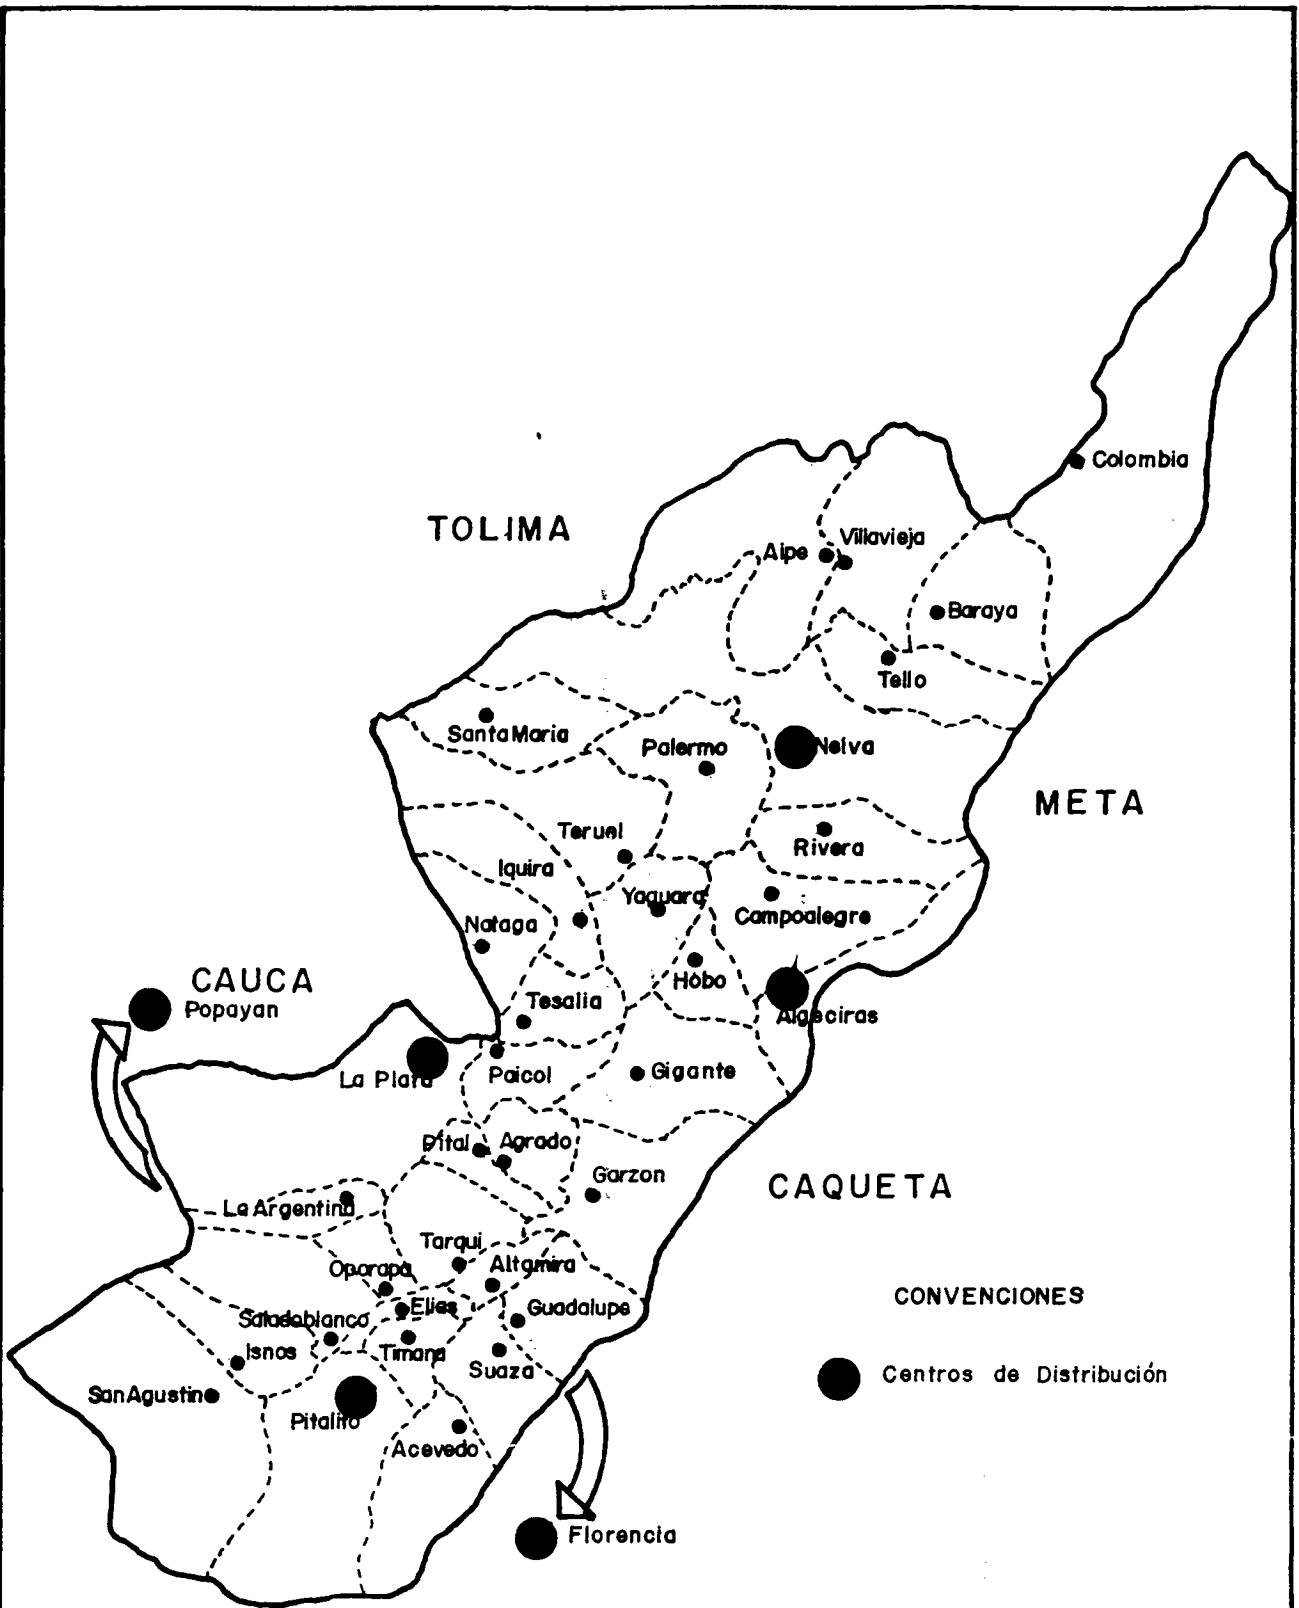 Colombia
TOLIMA
Villavieja
Aipe
Baraya
Tello
Santa Maria
Palermo
Neiva
META
Teruel
Rivera
Iquira
Yaguara
Campoalegre
Nataga
Hobo
CAUCA
Tesalia
Popayan
Algeciras
Paicol
Gigante
La Plata
Pital
Agrado
Garzon
CAQUETA
La Argentina
Tarqui
Altamira
Oporapa
CONVENCIONES
Elias
Guadalupe
Saladoblanco
Isnos
Timana
Suaza
Centros de Distribución
San Agustin
Pitalito
Acevedo
Florencia